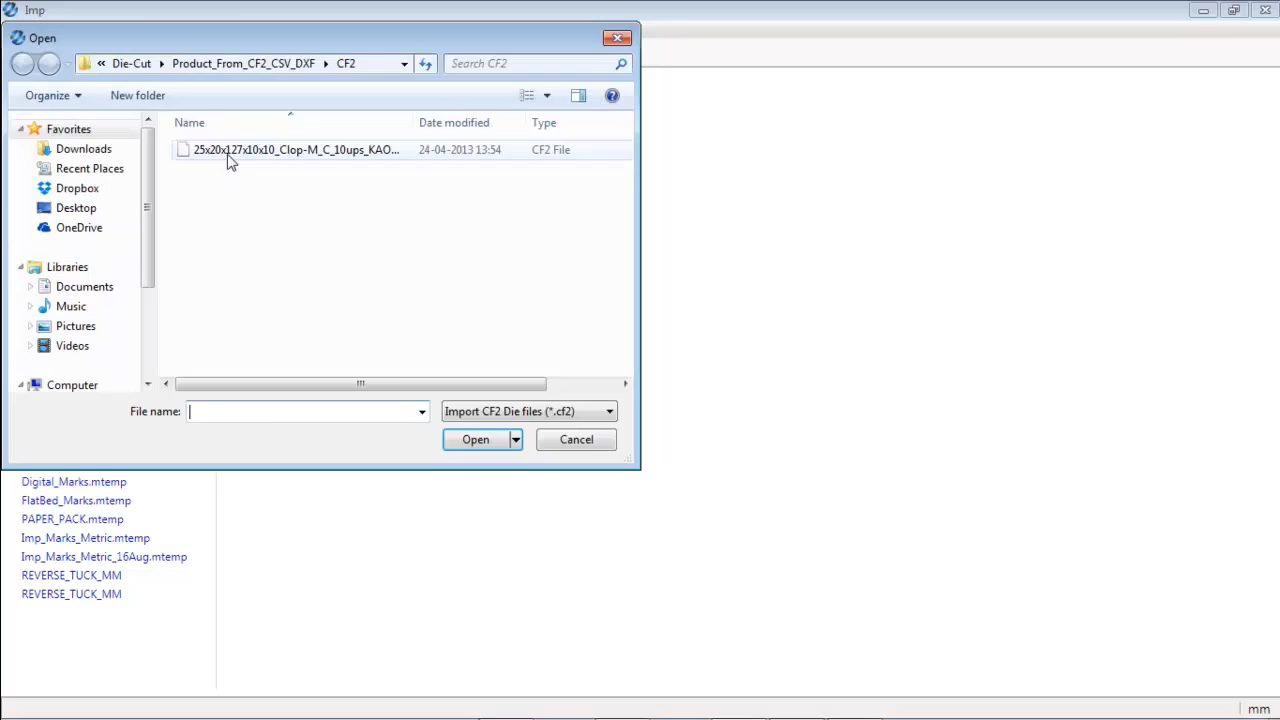 Imp
Open
« Die-Cut Product_From_CF2_CSV_DXF CF2 Search CF2
Organize New folder
Name Date modified Type
Favorites
Downloads
Recent Places
Dropbox
Desktop
OneDrive
Libraries
Documents
Music
Pictures
Videos
Computer
25x20x127x10x10_Clop-M_C_10ups_KAO... 24-04-2013 13:54 CF2 File
File name: Import CF2 Die files (*.cf2)
Open Cancel
Digital_Marks.mtemp
FlatBed_Marks.mtemp
PAPER_PACK.mtemp
Imp_Marks_Metric.mtemp
Imp_Marks_Metric_16Aug.mtemp
REVERSE_TUCK_MM
REVERSE_TUCK_MM
mm